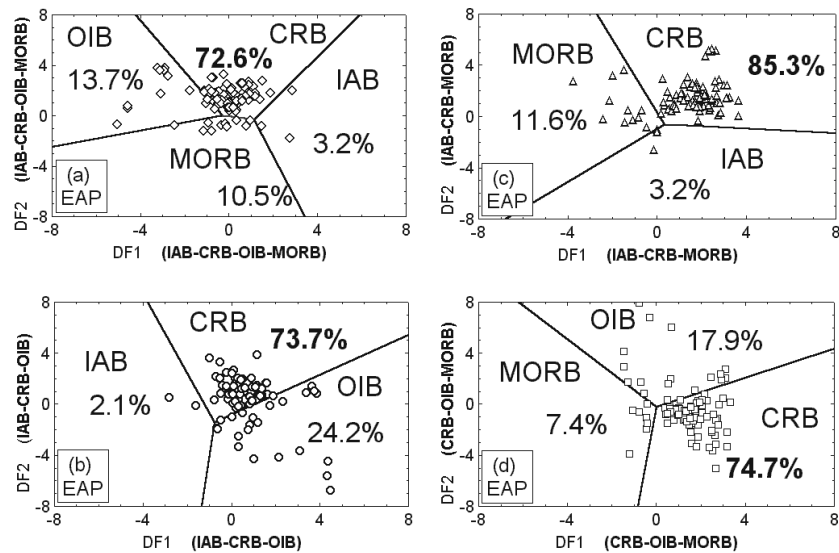 8
4
0
-4
-8
DF2 (IAB-CRB-OIB-MORB)
OIB
CRB
72.6%
IAB
13.7%
3.2%
MORB
(a)
EAP
10.5%
-8 -4 0 4 8
DF1 (IAB-CRB-OIB-MORB)
8
4
0
-4
-8
DF2 (IAB-CRB-MORB)
CRB
MORB
85.3%
11.6%
IAB
(c)
EAP
3.2%
-8 -4 0 4 8
DF1 (IAB-CRB-MORB)
8
4
0
-4
-8
DF2 (IAB-CRB-OIB)
CRB
73.7%
IAB
OIB
2.1%
24.2%
(b)
EAP
-8 -4 0 4 8
DF1 (IAB-CRB-OIB)
8
4
0
-4
-8
DF2 (CRB-OIB-MORB)
OIB
17.9%
MORB
CRB
7.4%
(d)
EAP
74.7%
-8 -4 0 4 8
DF1 (CRB-OIB-MORB)